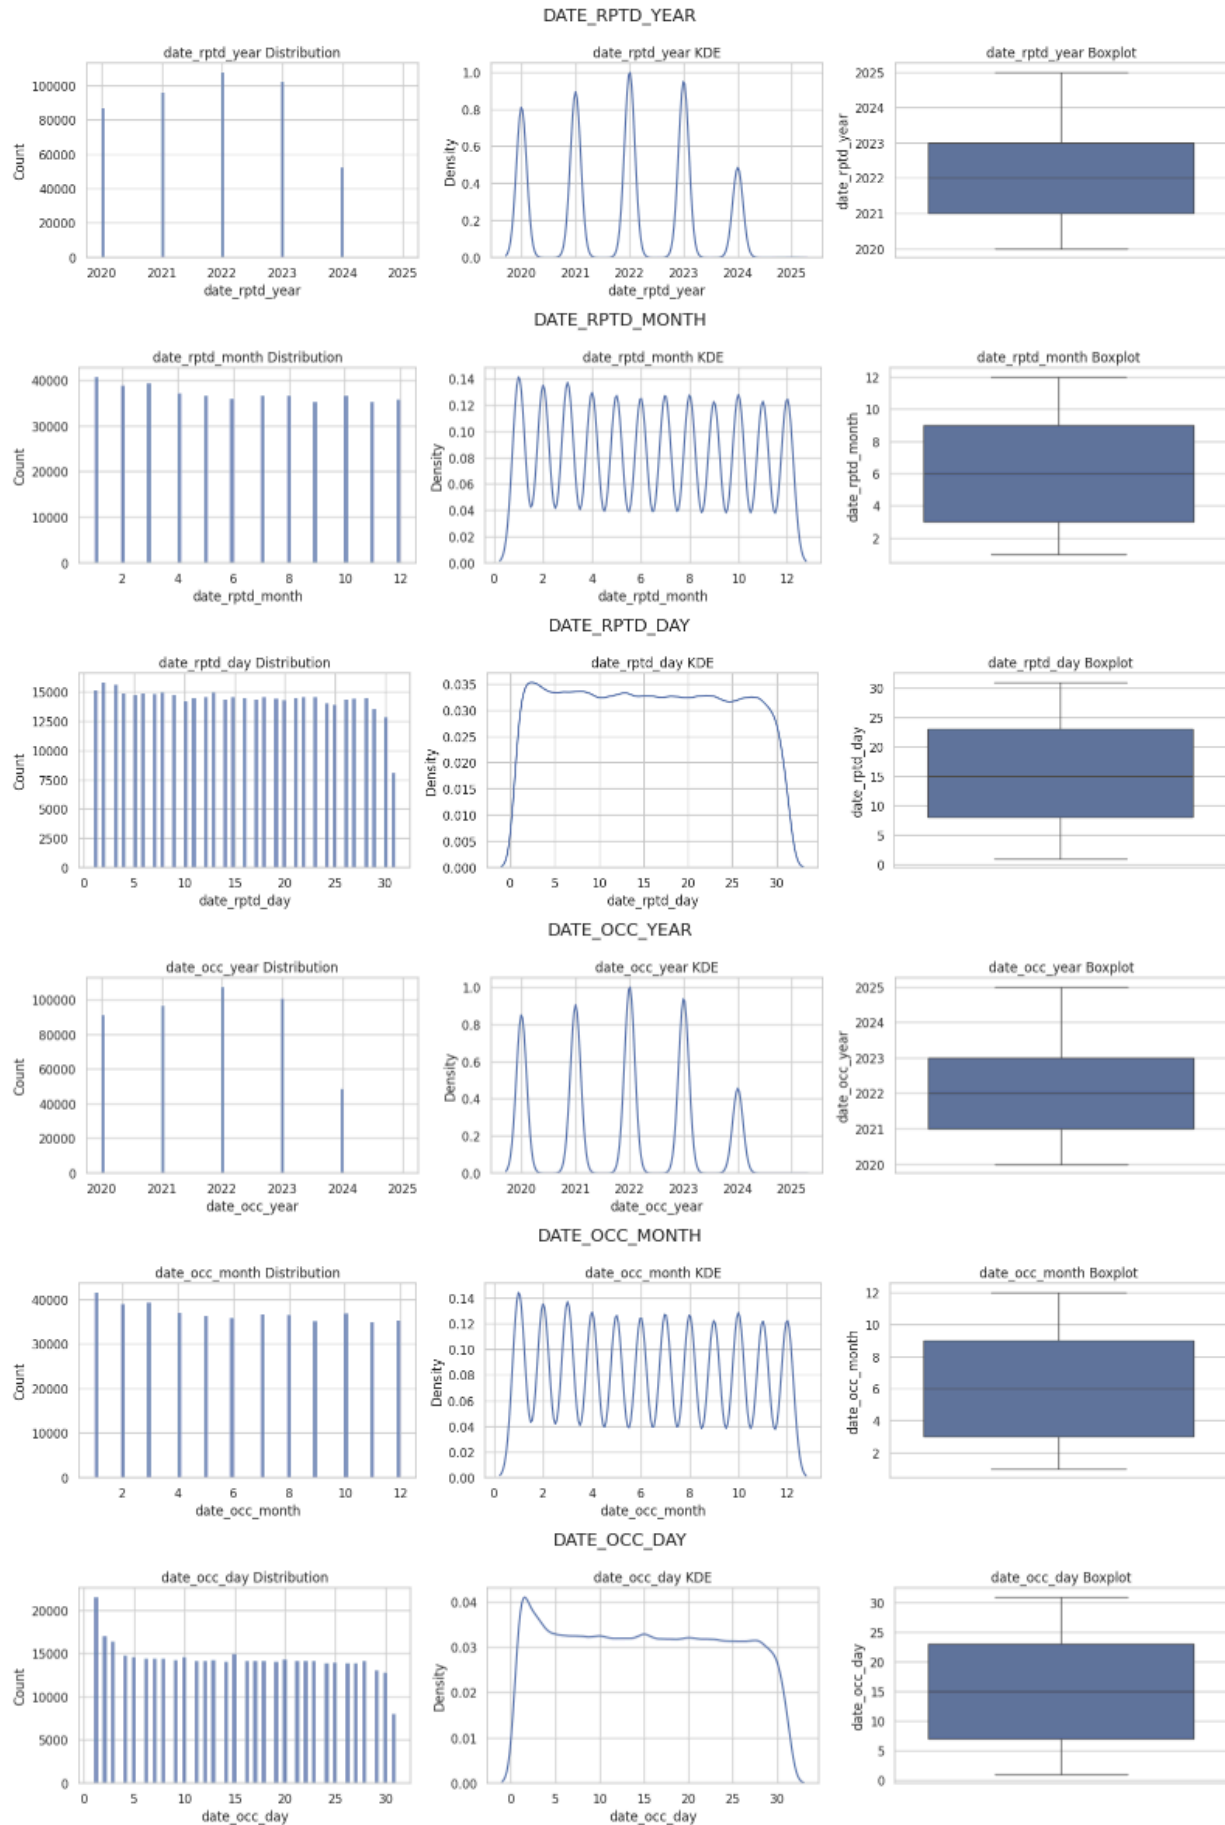 DATE_RPTD_YEAR
date_rptd_year Distribution
Count
100000
80000
60000
40000
20000
0
2020 2021 2022 2023 2024 2025
date_rptd_year
date_rptd_year KDE
Density
1.0
0.8
0.6
0.4
0.2
0.0
2020 2021 2022 2023 2024 2025
date_rptd_year
date_rptd_year Boxplot
date_rptd_year
2025
2024
2023
2022
2021
2020
DATE_RPTD_MONTH
date_rptd_month Distribution
Count
40000
30000
20000
10000
0
2 4 6 8 10 12
date_rptd_month
date_rptd_month KDE
Density
0.14
0.12
0.10
0.08
0.06
0.04
0.02
0.00
0 2 4 6 8 10 12
date_rptd_month
date_rptd_month Boxplot
date_rptd_month
12
10
8
6
4
2
DATE_RPTD_DAY
date_rptd_day Distribution
Count
15000
12500
10000
7500
5000
2500
0
0 5 10 15 20 25 30
date_rptd_day
date_rptd_day KDE
Density
0.035
0.030
0.025
0.020
0.015
0.010
0.005
0.000
0 5 10 15 20 25 30
date_rptd_day
date_rptd_day Boxplot
date_rptd_day
30
25
20
15
10
5
0
DATE_OCC_YEAR
date_occ_year Distribution
Count
100000
80000
60000
40000
20000
0
2020 2021 2022 2023 2024 2025
date_occ_year
date_occ_year KDE
Density
1.0
0.8
0.6
0.4
0.2
0.0
2020 2021 2022 2023 2024 2025
date_occ_year
date_occ_year Boxplot
date_occ_year
2025
2024
2023
2022
2021
2020
DATE_OCC_MONTH
date_occ_month Distribution
Count
40000
30000
20000
10000
0
2 4 6 8 10 12
date_occ_month
date_occ_month KDE
Density
0.14
0.12
0.10
0.08
0.06
0.04
0.02
0.00
0 2 4 6 8 10 12
date_occ_month
date_occ_month Boxplot
date_occ_month
12
10
8
6
4
2
DATE_OCC_DAY
date_occ_day Distribution
Count
20000
15000
10000
5000
0
0 5 10 15 20 25 30
date_occ_day
date_occ_day KDE
Density
0.04
0.03
0.02
0.01
0.00
0 5 10 15 20 25 30
date_occ_day
date_occ_day Boxplot
date_occ_day
30
25
20
15
10
5
0